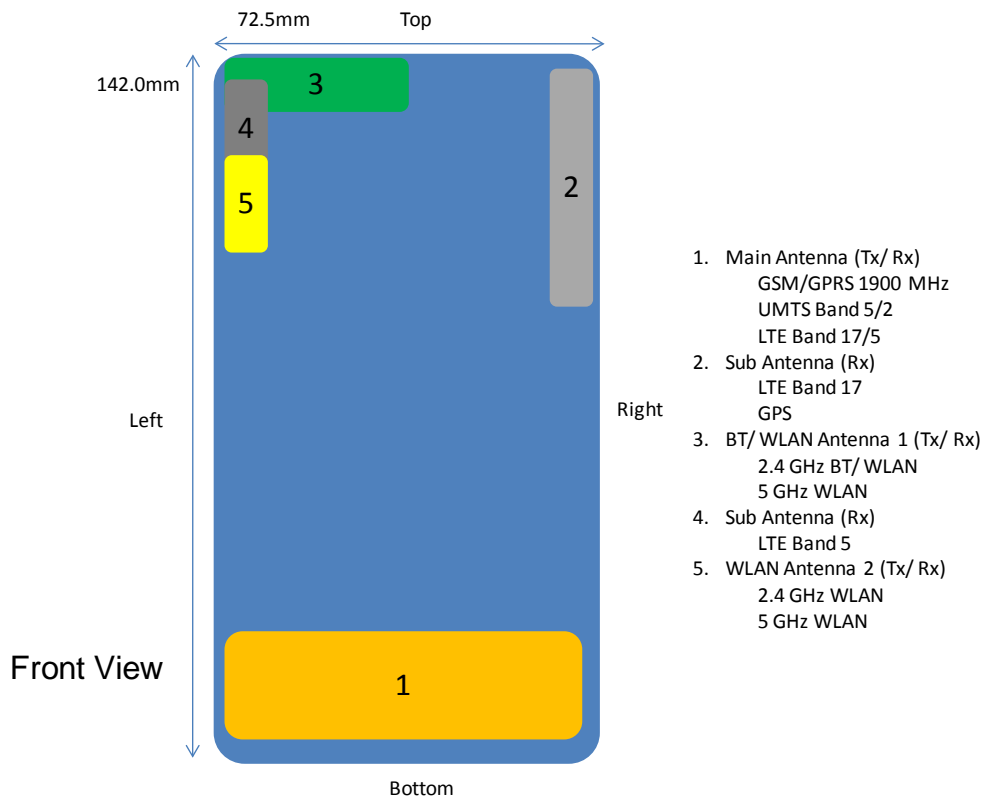 72.5mm
Top
142.0mm
3
4
5
2
Left
Right
1. Main Antenna (Tx/ Rx)
GSM/GPRS 1900 MHz
UMTS Band 5/2
LTE Band 17/5
2. Sub Antenna (Rx)
LTE Band 17
GPS
3. BT/ WLAN Antenna 1 (Tx/ Rx)
2.4 GHz BT/ WLAN
5 GHz WLAN
4. Sub Antenna (Rx)
LTE Band 5
5. WLAN Antenna 2 (Tx/ Rx)
2.4 GHz WLAN
5 GHz WLAN
Front View
1
Bottom